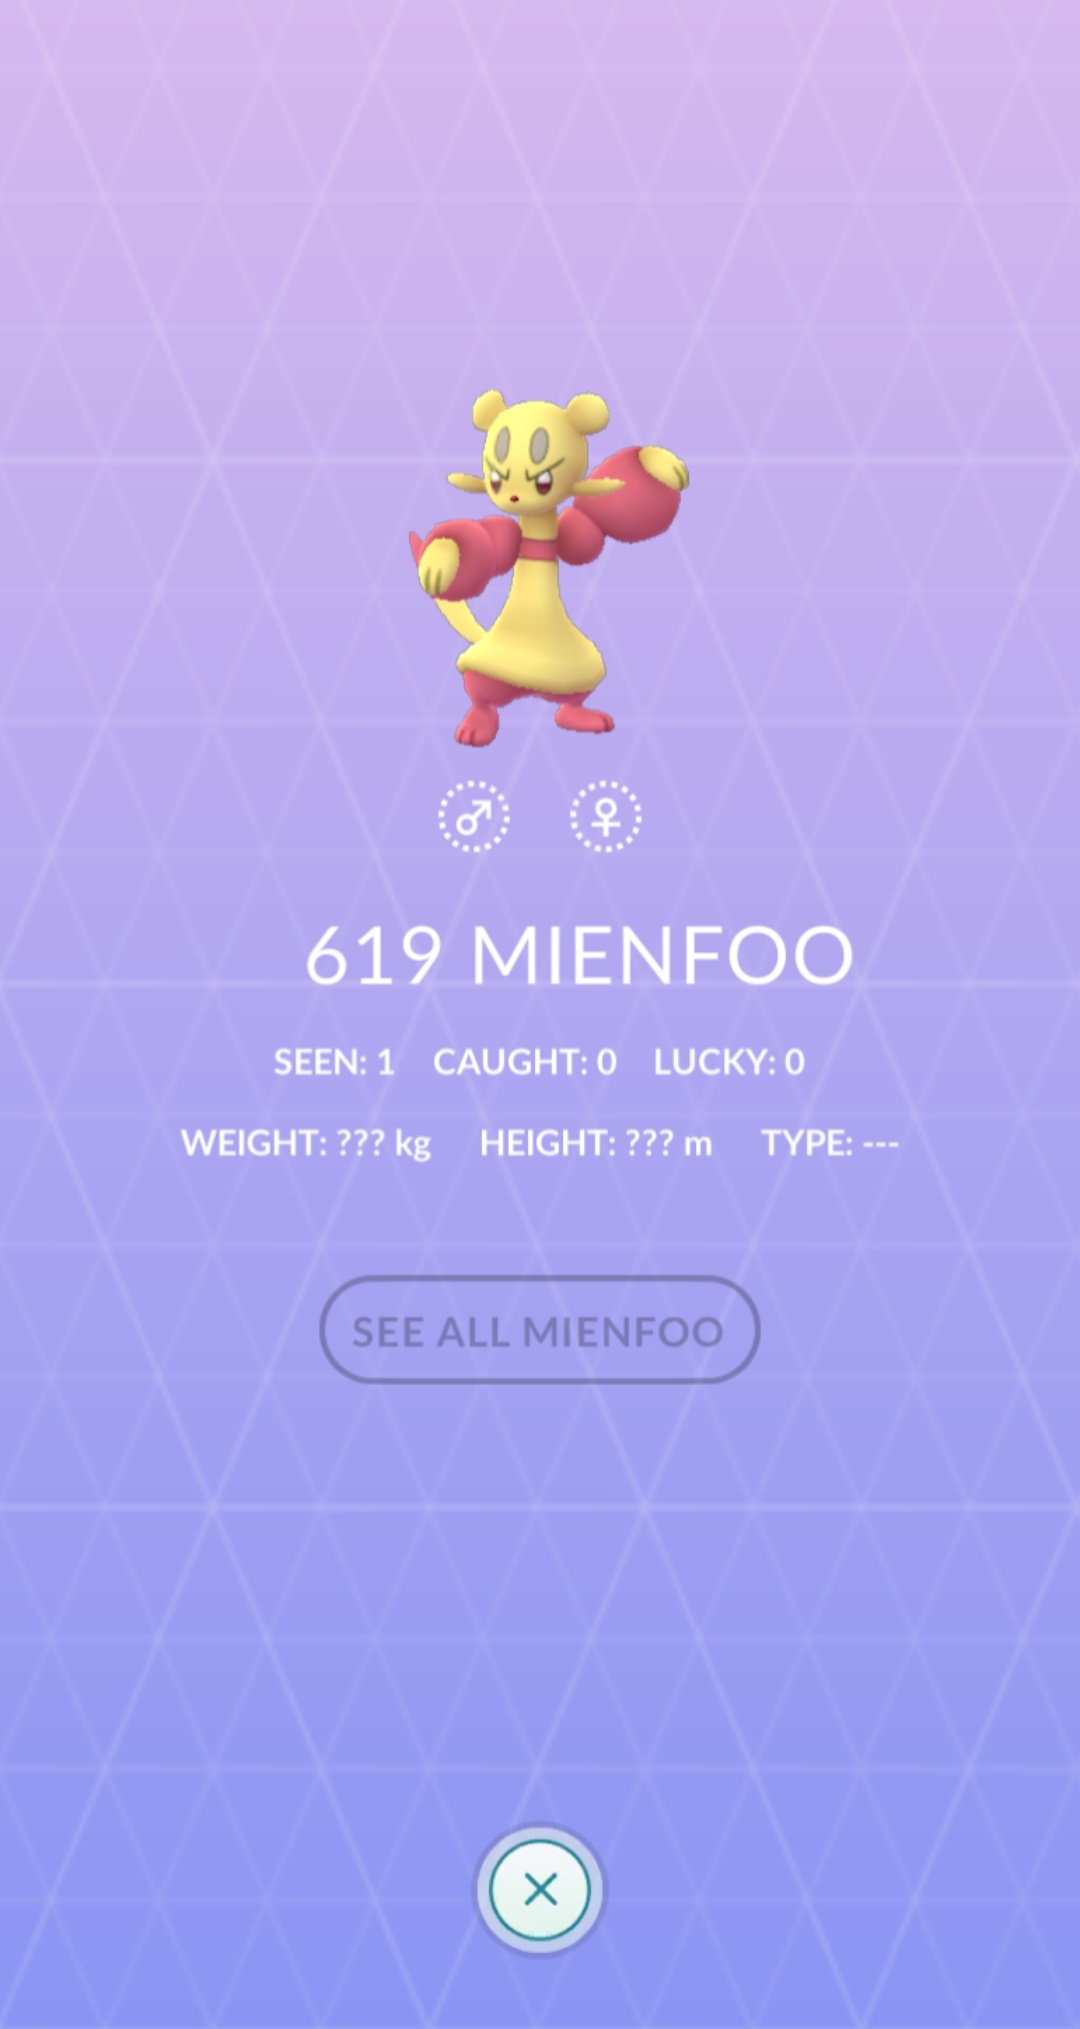 619 MIENFOO
SEEN: 1 CAUGHT: 0 LUCKY: 0
WEIGHT: ??? kg HEIGHT: ??? m TYPE: ---
SEE ALL MIENFOO